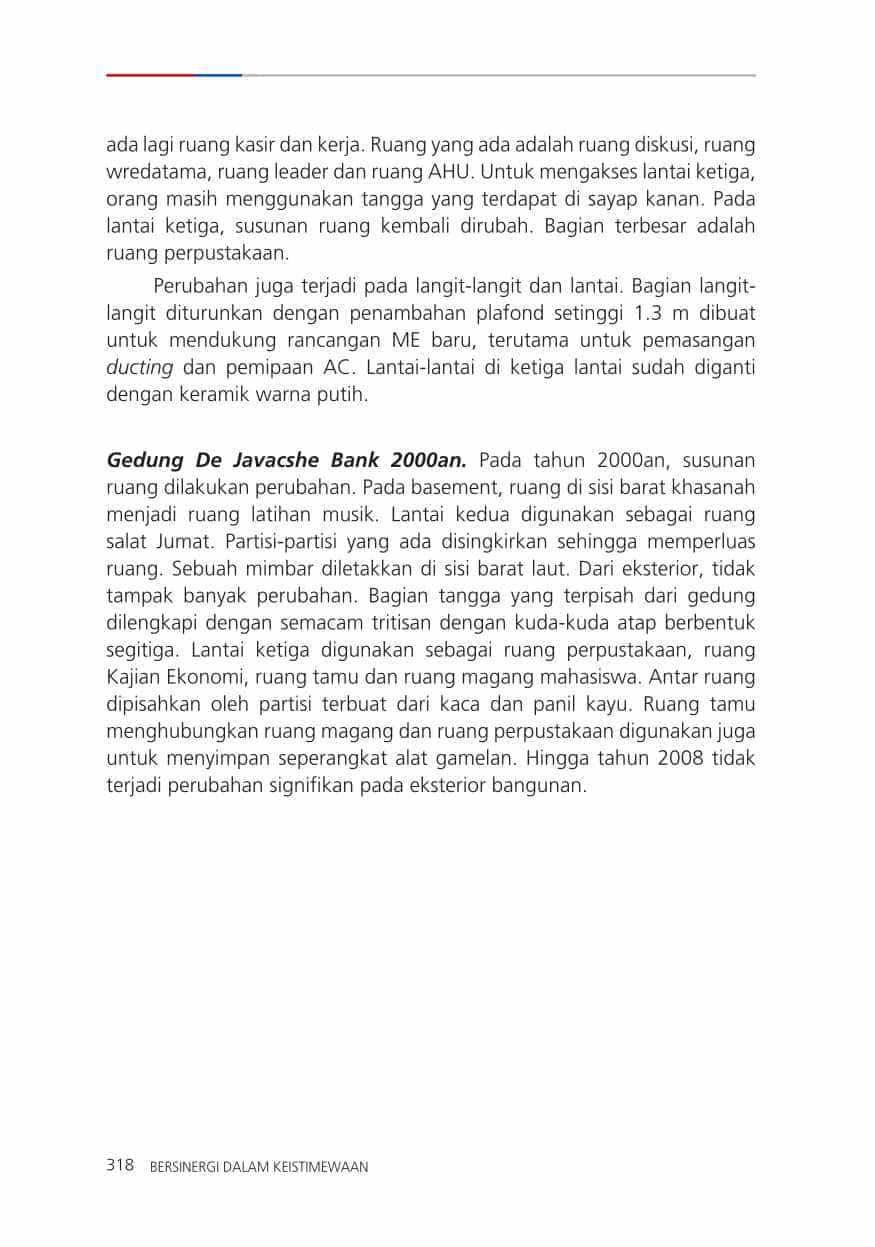 ada lagi ruang kasir dan kerja. Ruang yang ada adalah ruang diskusi, ruang
wredatama, ruang leader dan ruang AHU. Untuk mengakses lantai ketiga,
orang masih menggunakan tangga yang terdapat di sayap kanan. Pada
lantai ketiga, susunan ruang kembali dirubah. Bagian terbesar adalah
ruang perpustakaan.
Perubahan juga terjadi pada langit-langit dan lantai. Bagian langit-
langit diturunkan dengan penambahan plafond setinggi 1.3 m dibuat
untuk mendukung rancangan ME baru, terutama untuk pemasangan
ducting dan pemipaan AC. Lantai-lantai di ketiga lantai sudah diganti
dengan keramik warna putih.
Gedung De Javacshe Bank 2000an. Pada tahun 2000an, susunan
ruang dilakukan perubahan. Pada basement, ruang di sisi barat khasanah
menjadi ruang latihan musik. Lantai kedua digunakan sebagai ruang
salat Jumat. Partisi-partisi yang ada disingkirkan sehingga memperluas
ruang. Sebuah mimbar diletakkan di sisi barat laut. Dari eksterior, tidak
tampak banyak perubahan. Bagian tangga yang terpisah dari gedung
dilengkapi dengan semacam tritisan dengan kuda-kuda atap berbentuk
segitiga. Lantai ketiga digunakan sebagai ruang perpustakaan, ruang
Kajian Ekonomi, ruang tamu dan ruang magang mahasiswa. Antar ruang
dipisahkan oleh partisi terbuat dari kaca dan panil kayu. Ruang tamu
menghubungkan ruang magang dan ruang perpustakaan digunakan juga
untuk menyimpan seperangkat alat gamelan. Hingga tahun 2008 tidak
terjadi perubahan signifikan pada eksterior bangunan.
318 BERSINERGI DALAM KEISTIMEWAAN